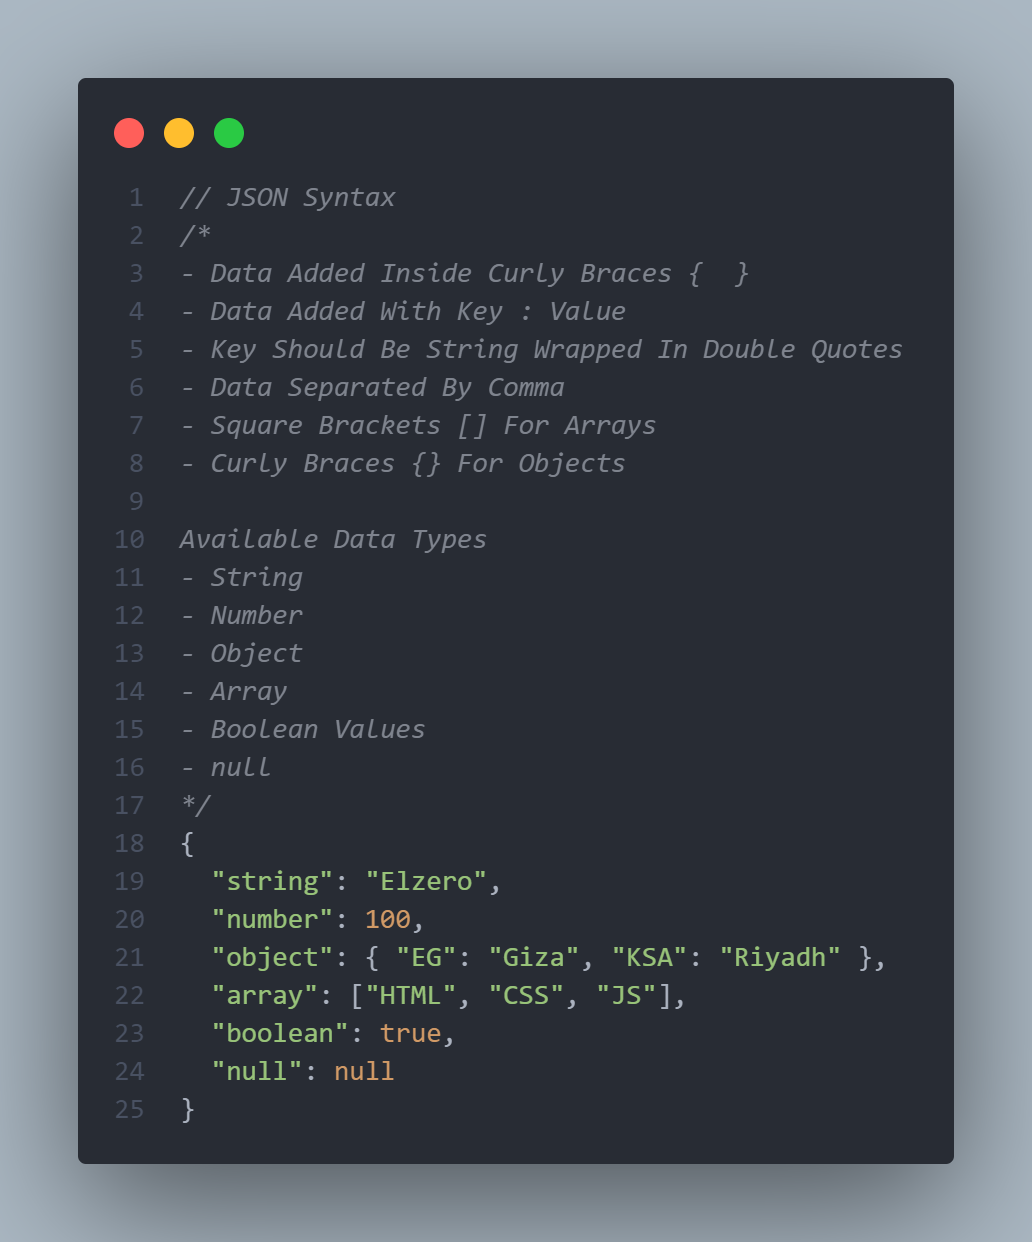 1 // JSON Syntax
2 /*
3 - Data Added Inside Curly Braces {  }
4 - Data Added With Key : Value
5 - Key Should Be String Wrapped In Double Quotes
6 - Data Separated By Comma
7 - Square Brackets [] For Arrays
8 - Curly Braces {} For Objects
9
10 Available Data Types
11 - String
12 - Number
13 - Object
14 - Array
15 - Boolean Values
16 - null
17 */
18 {
19   "string": "Elzero",
20   "number": 100,
21   "object": { "EG": "Giza", "KSA": "Riyadh" },
22   "array": ["HTML", "CSS", "JS"],
23   "boolean": true,
24   "null": null
25 }